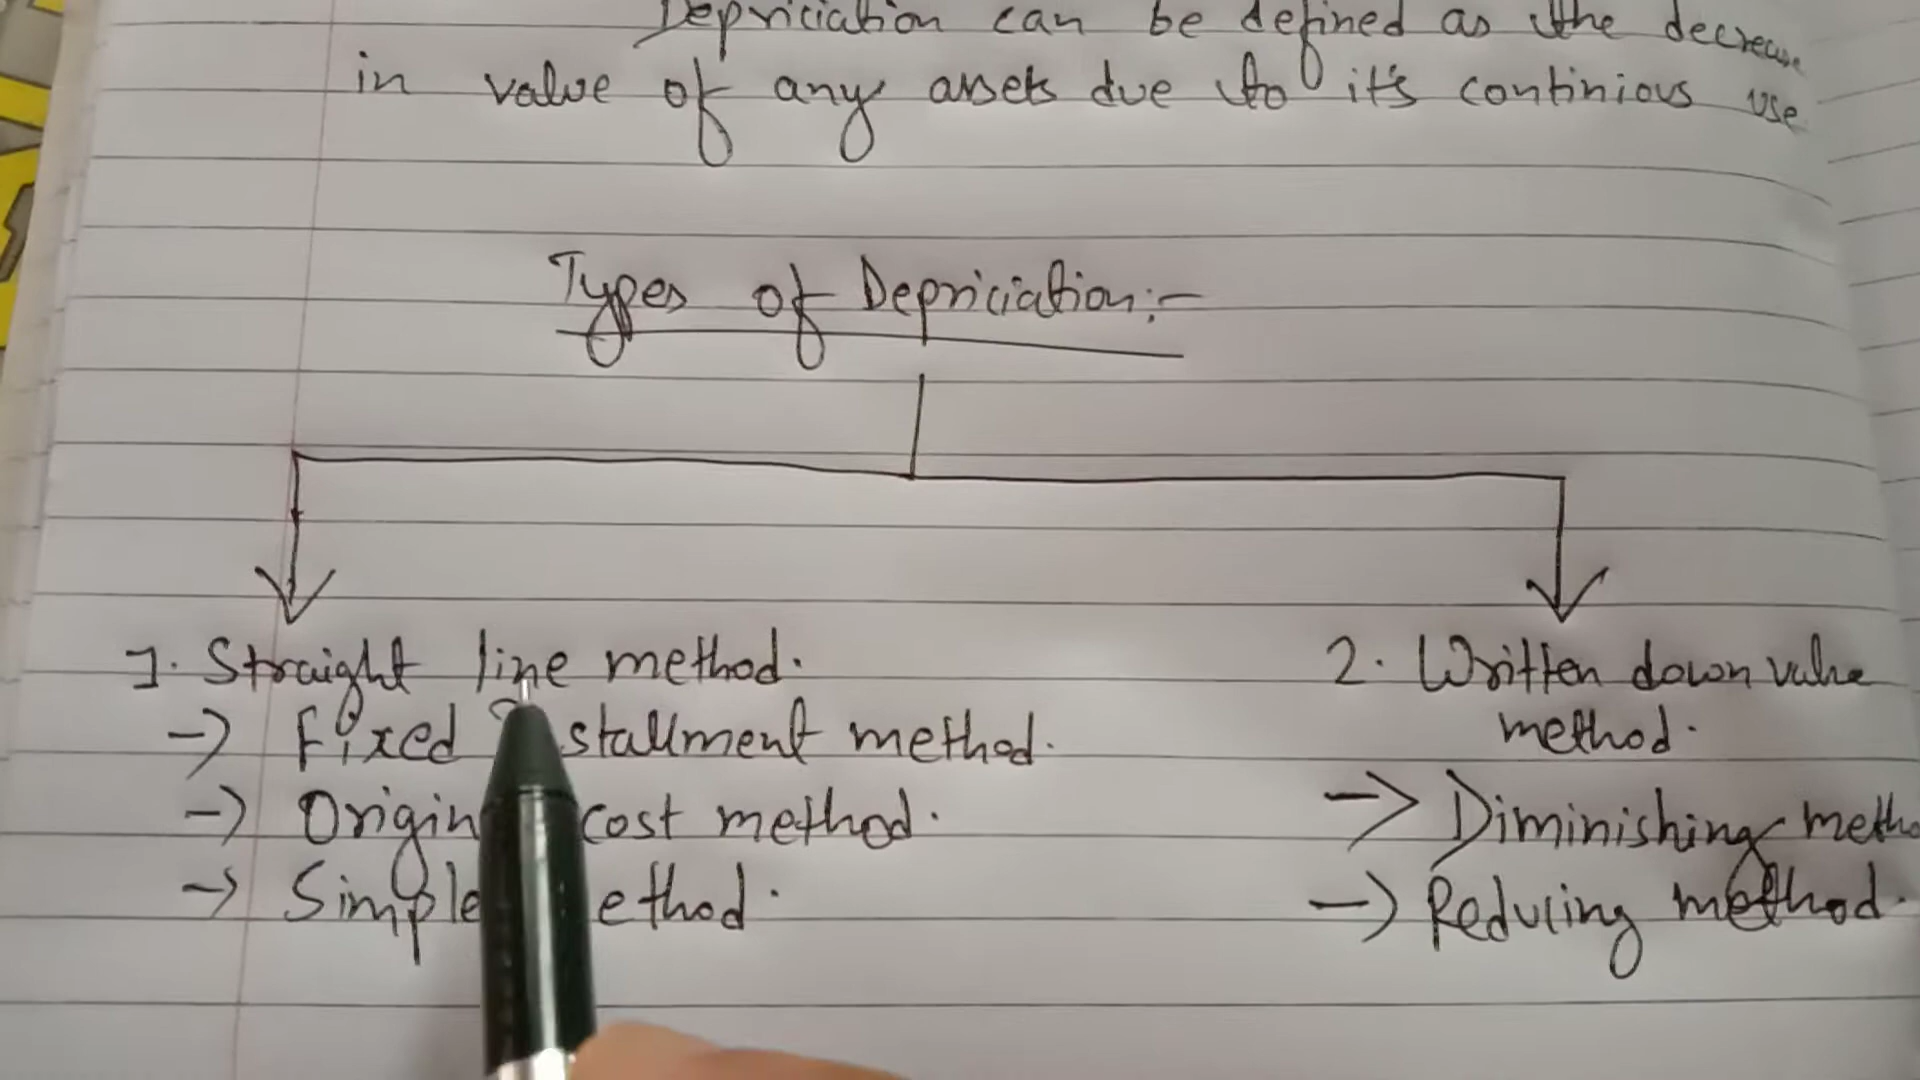 Depriciation can be defined as the decrease
in value of any assets due to it's continious use
Types of Depriciation:-
1. Straight line method.
-> Fixed stallment method.
-> Origin cost method.
-> Simple ethod.
2. Written down value
method.
-> Diminishing metho
-> Reducing method.